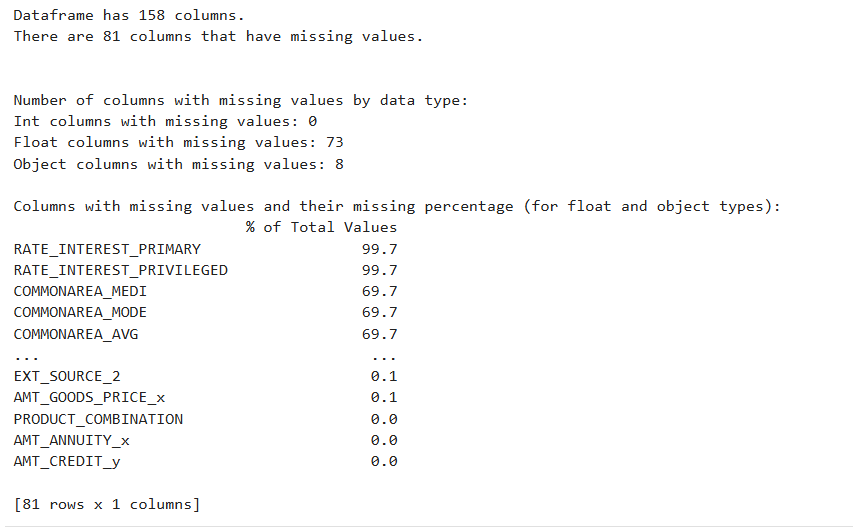 Dataframe has 158 columns.
There are 81 columns that have missing values.
Number of columns with missing values by data type:
Int columns with missing values: 0
Float columns with missing values: 73
Object columns with missing values: 8
Columns with missing values and their missing percentage (for float and object types):
% of Total Values
RATE_INTEREST_PRIMARY 99.7
RATE_INTEREST_PRIVILEGED 99.7
COMMONAREA_MEDI 69.7
COMMONAREA_MODE 69.7
COMMONAREA_AVG 69.7
... ...
EXT_SOURCE_2 0.1
AMT_GOODS_PRICE_x 0.1
PRODUCT_COMBINATION 0.0
AMT_ANNUITY_x 0.0
AMT_CREDIT_y 0.0
[81 rows x 1 columns]